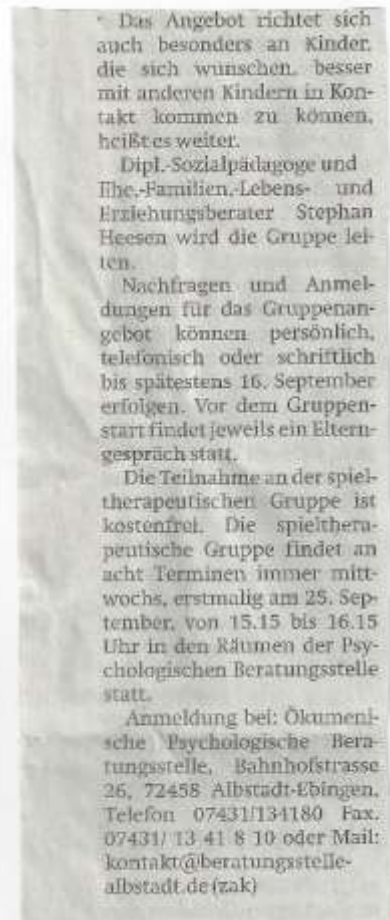 Das Angebot richtet sich
auch besonders an Kinder,
die sich wünschen, besser
mit anderen Kindern in Kon-
takt kommen zu können,
heißt es weiter.
Dipl.-Sozialpädagoge und
Ehe,-Familien,-Lebens- und
Erziehungsberater Stephan
Heesen wird die Gruppe lei-
ten.
Nachfragen und Anmel-
dungen für das Gruppenan-
gebot können persönlich,
telefonisch oder schriftlich
bis spätestens 16. September
erfolgen. Vor dem Gruppen-
start findet jeweils ein Eltern-
gespräch statt.
Die Teilnahme an der spiel-
therapeutischen Gruppe ist
kostenfrei. Die spielthera-
peutische Gruppe findet an
acht Terminen immer mitt-
wochs, erstmalig am 25. Sep-
tember, von 15.15 bis 16.15
Uhr in den Räumen der Psy-
chologischen Beratungsstelle
statt.
Anmeldung bei: Ökumeni-
sche Psychologische Bera-
tungsstelle, Bahnhofstrasse
26, 72458 Albstadt-Ebingen,
Telefon 07431/134180 Fax.
07431/ 13 41 8 10 oder Mail:
kontakt@beratungsstelle-
albstadt.de (zak)